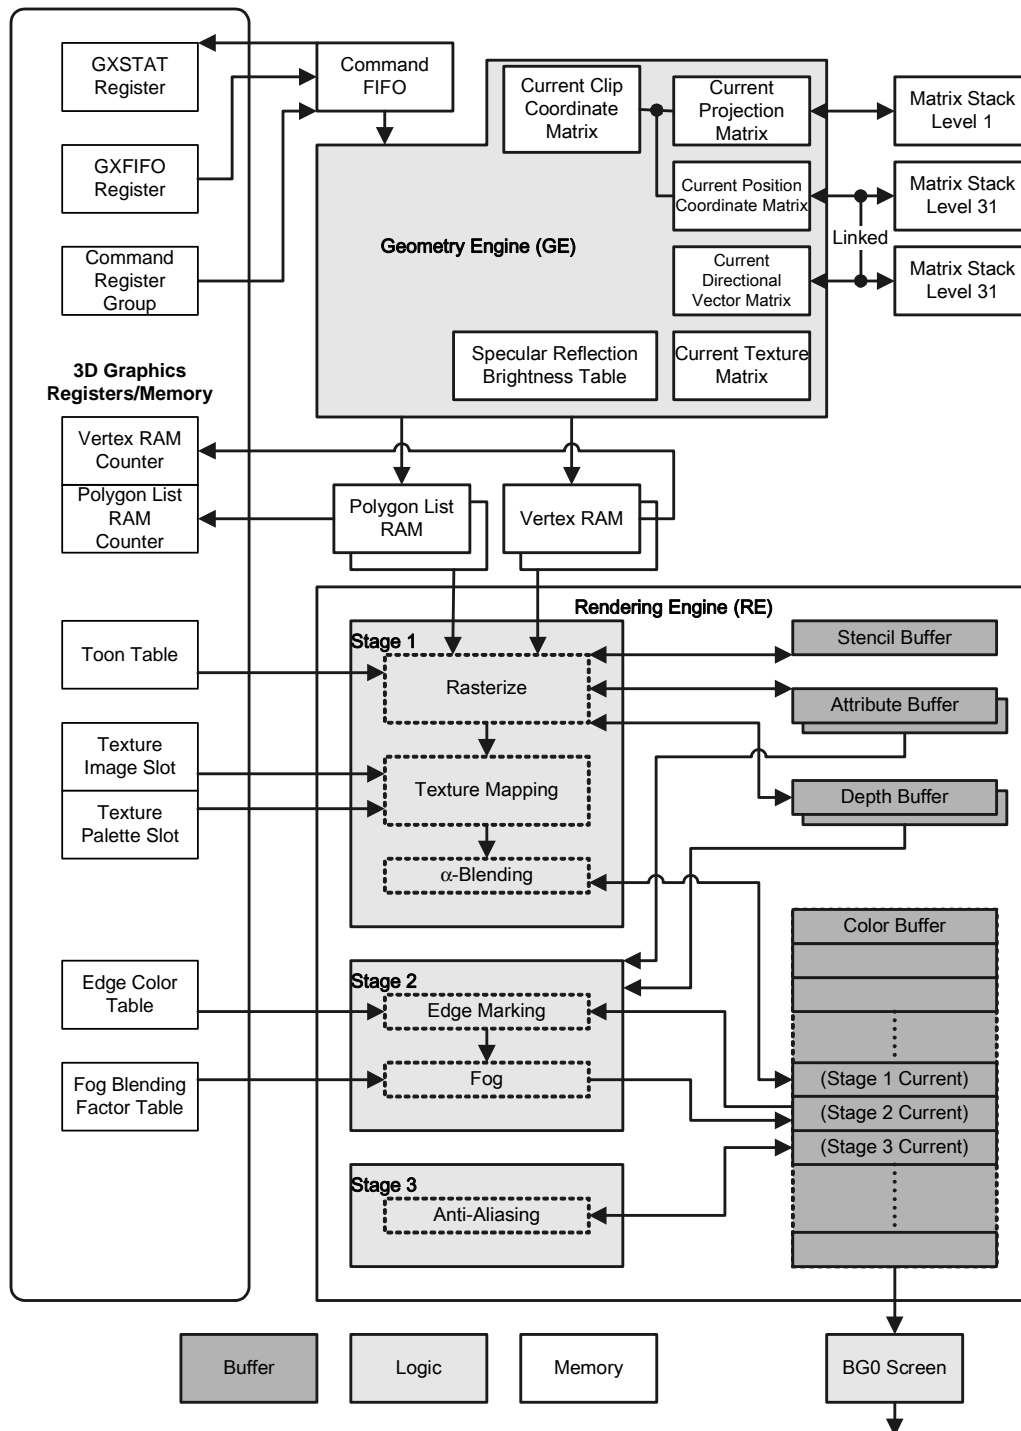 GXSTAT
Register
GXFIFO
Register
Command
Register
Group
3D Graphics
Registers/Memory
Vertex RAM
Counter
Polygon List
RAM
Counter
Toon Table
Texture
Image Slot
Texture
Palette Slot
Edge Color
Table
Fog Blending
Factor Table
Command
FIFO
Geometry Engine (GE)
Current Clip
Coordinate
Matrix
Current
Projection
Matrix
Current Position
Coordinate Matrix
Current
Directional
Vector Matrix
Specular Reflection
Brightness Table
Current Texture
Matrix
Matrix Stack
Level 1
Matrix Stack
Level 31
Linked
Matrix Stack
Level 31
Polygon List
RAM
Vertex RAM
Rendering Engine (RE)
Stage 1
Rasterize
Texture Mapping
α-Blending
Stage 2
Edge Marking
Fog
Stage 3
Anti-Aliasing
Stencil Buffer
Attribute Buffer
Depth Buffer
Color Buffer
(Stage 1 Current)
(Stage 2 Current)
(Stage 3 Current)
Buffer
Logic
Memory
BG0 Screen